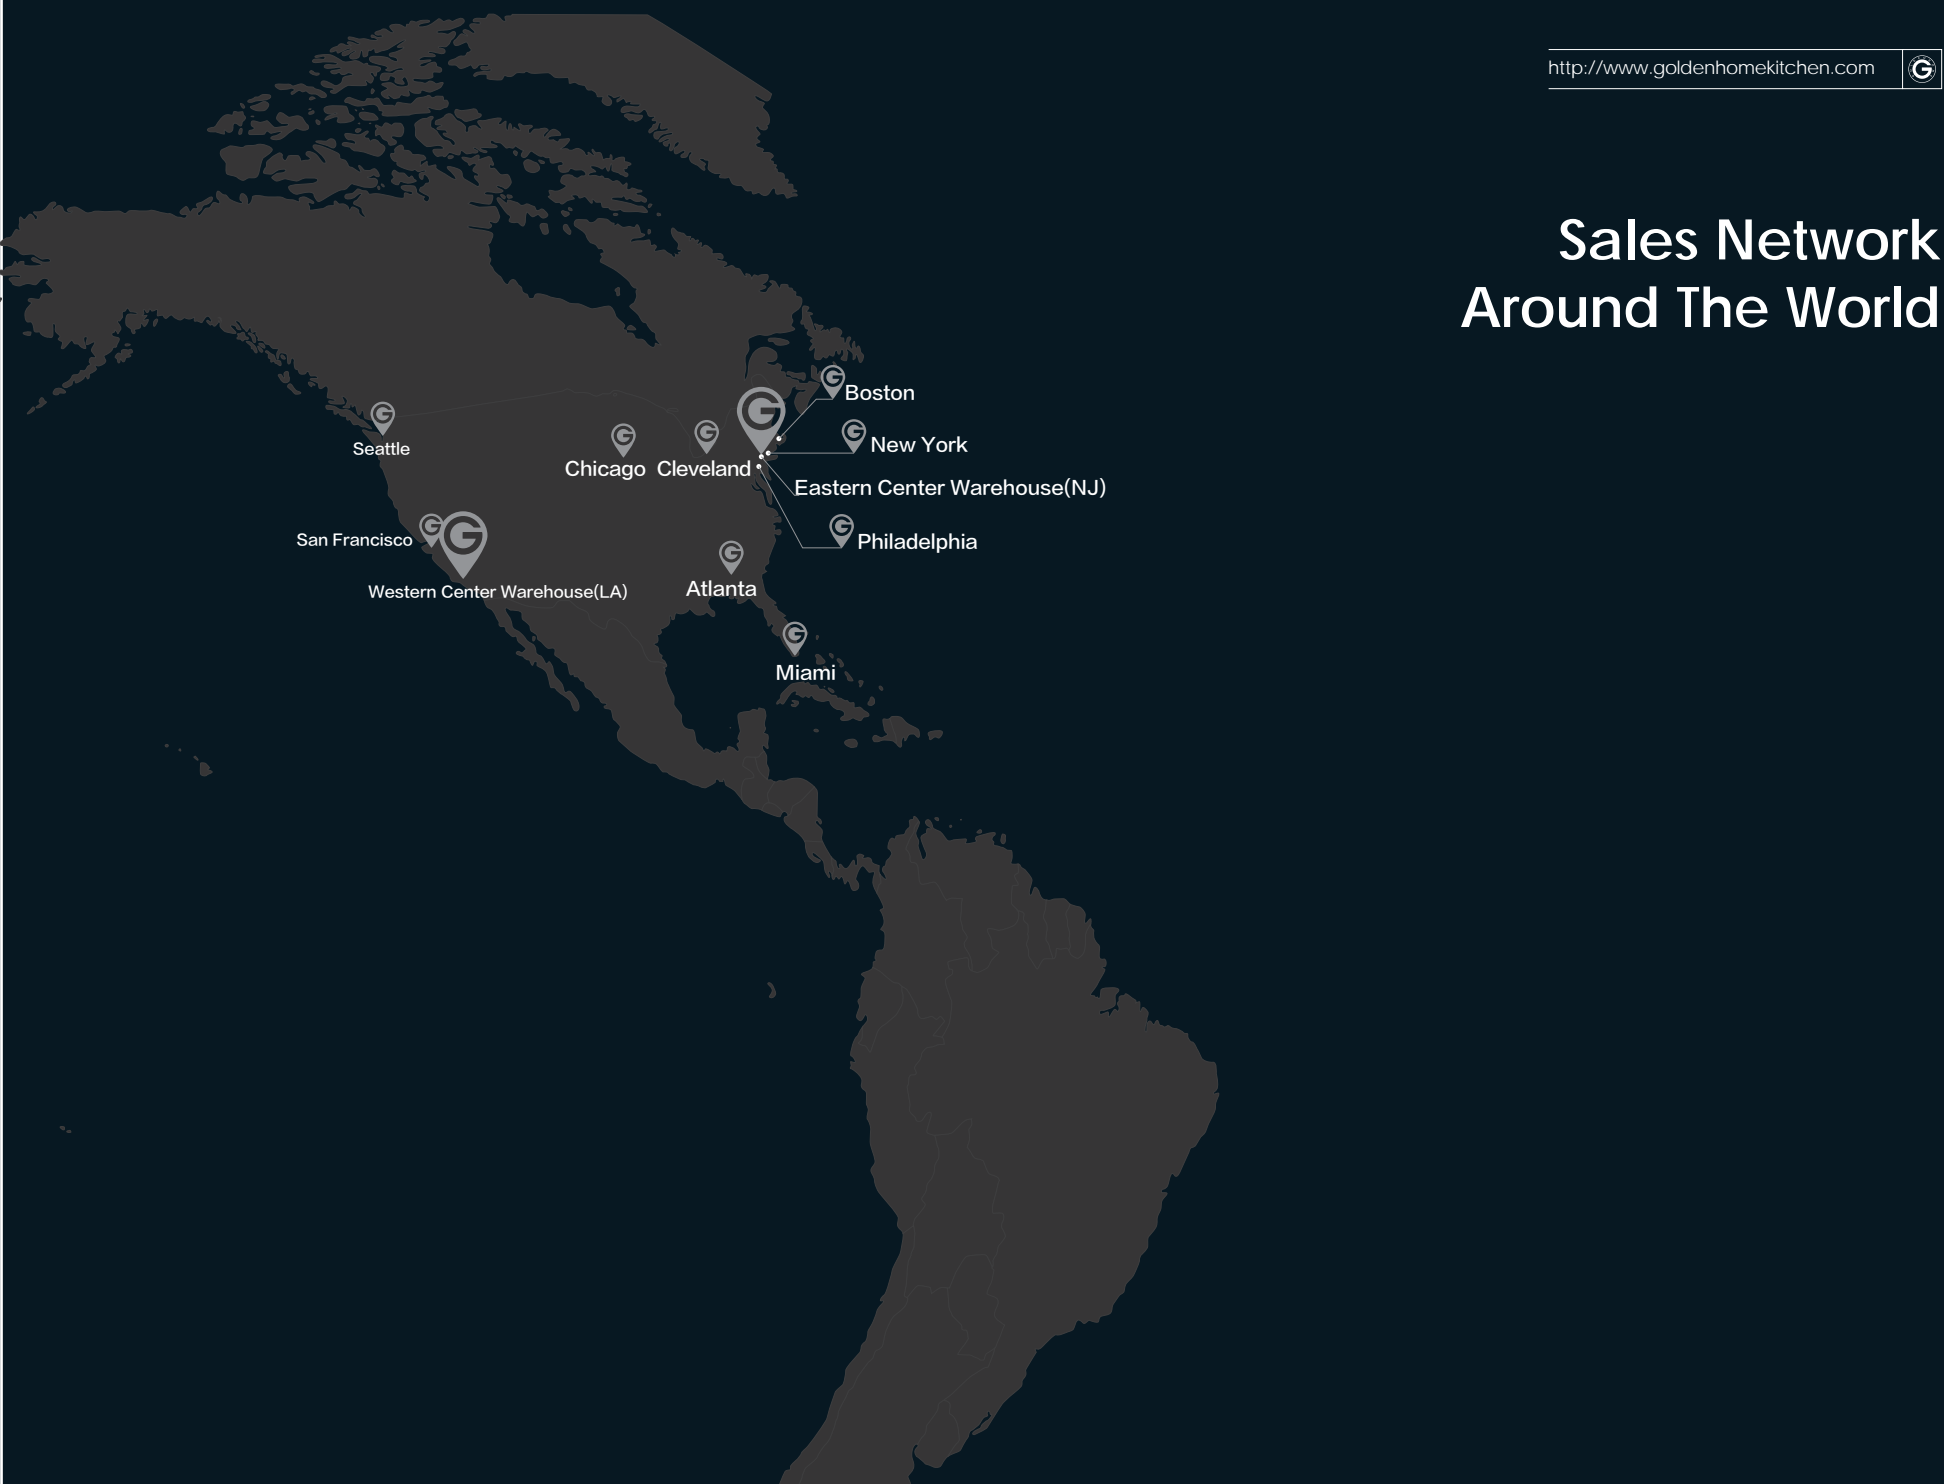 http://www.goldenhomekitchen.com
G
Sales Network
Around The World
Boston
New York
Seattle
Chicago
Cleveland
Eastern Center Warehouse(NJ)
San Francisco
Philadelphia
Western Center Warehouse(LA)
Atlanta
Miami